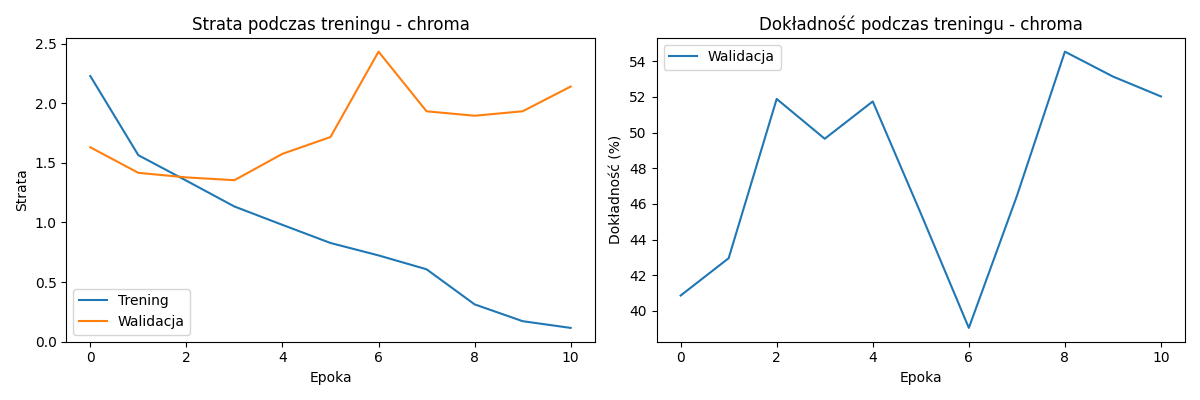 Strata podczas treningu - chroma
2.5
2.0
1.5
1.0
0.5
0.0
Strata
Trening
Walidacja
0 2 4 6 8 10
Epoka
Dokładność podczas treningu - chroma
Walidacja
54
52
50
48
46
44
42
40
Dokładność (%)
0 2 4 6 8 10
Epoka